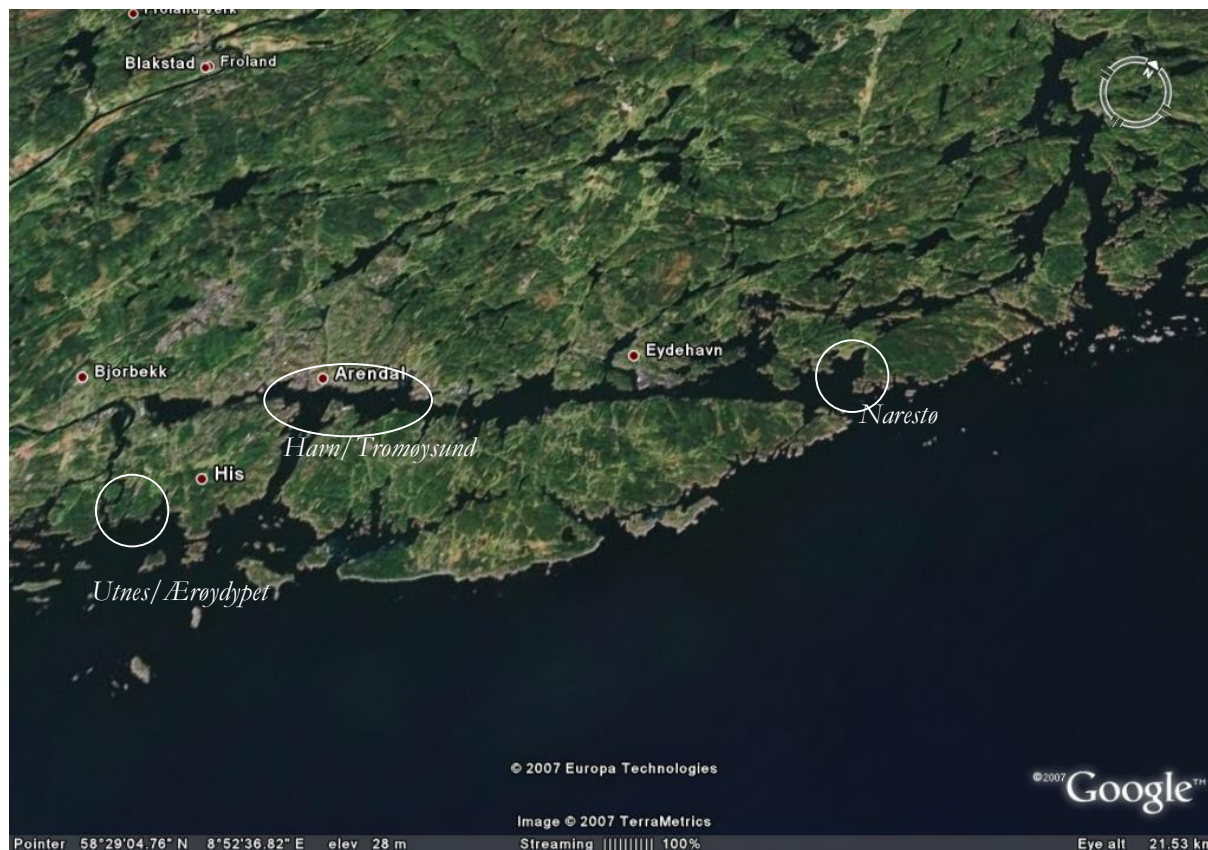 Froland Verk
Blakstad
Froland
N
Eydehavn
Bjorbekk
Arendal
Narestø
Havn/Tromøysund
His
Utnes/Ærøydypet
© 2007 Europa Technologies
©2007 Google™
Image © 2007 TerraMetrics
Pointer 58°29'04.76" N 8°52'36.82" E elev 28 m Streaming |||||||||| 100% Eye alt 21.53 km